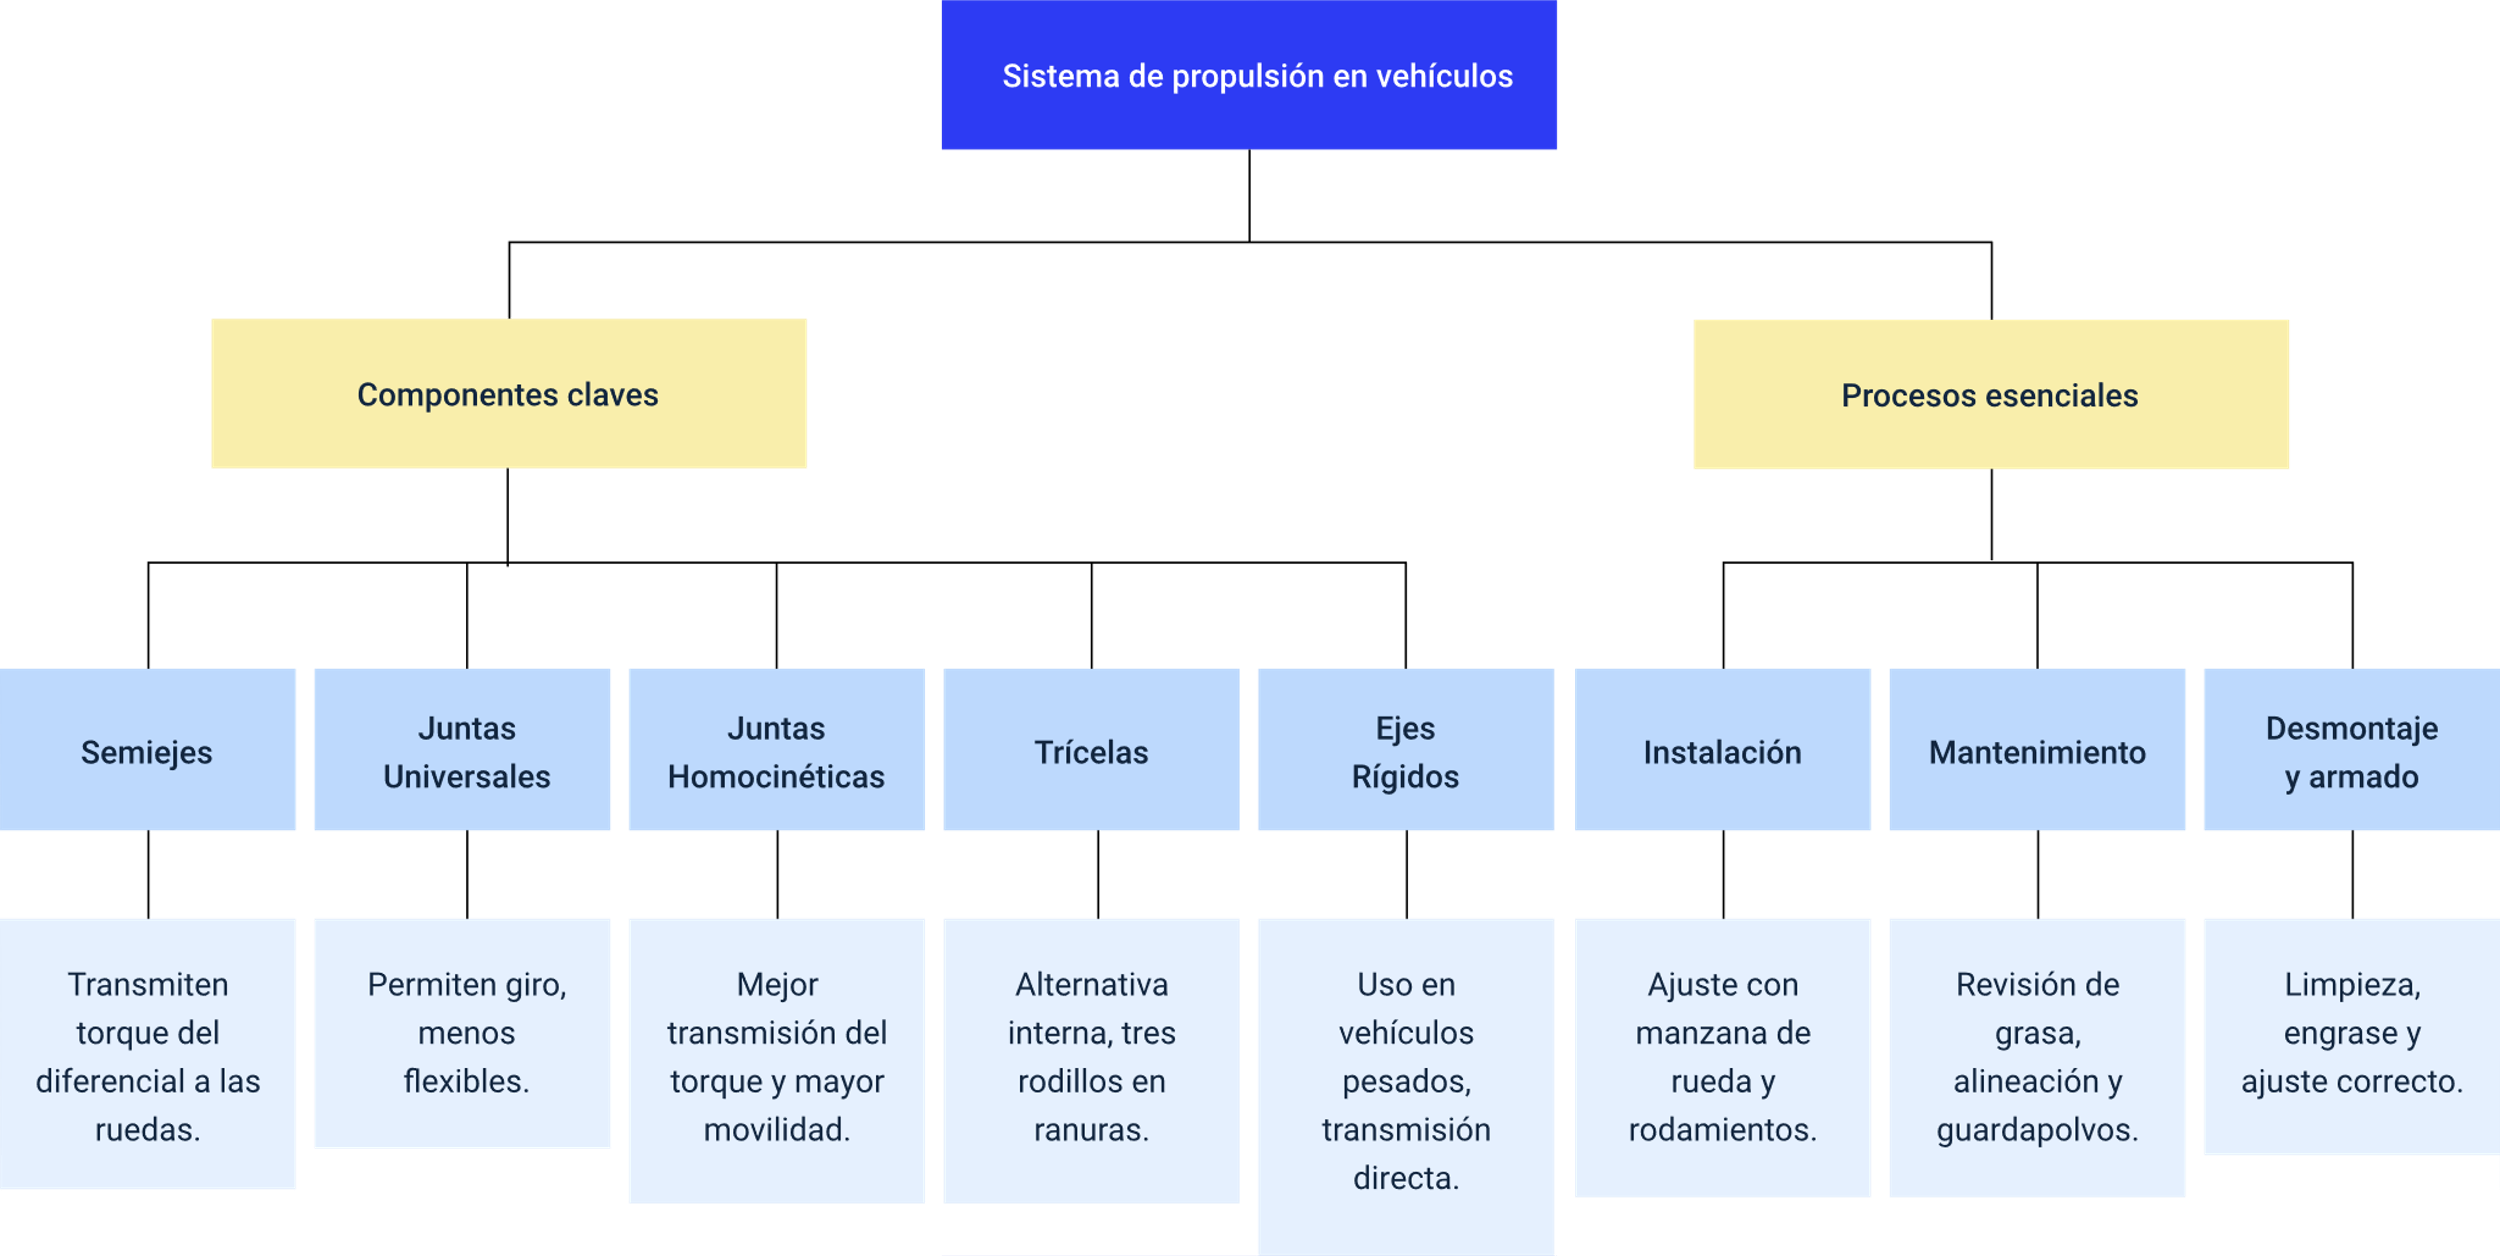 Sistema de propulsión en vehículos
Componentes claves
Procesos esenciales
Semiejes
Juntas
Universales
Juntas
Homocinéticas
Trícelas
Ejes
Rígidos
Instalación
Mantenimiento
Desmontaje
y armado
Transmiten
torque del
diferencial a las
ruedas.
Permiten giro,
menos
flexibles.
Mejor
transmisión del
torque y mayor
movilidad.
Alternativa
interna, tres
rodillos en
ranuras.
Uso en
vehículos
pesados,
transmisión
directa.
Ajuste con
manzana de
rueda y
rodamientos.
Revisión de
grasa,
alineación y
guardapolvos.
Limpieza,
engrase y
ajuste correcto.